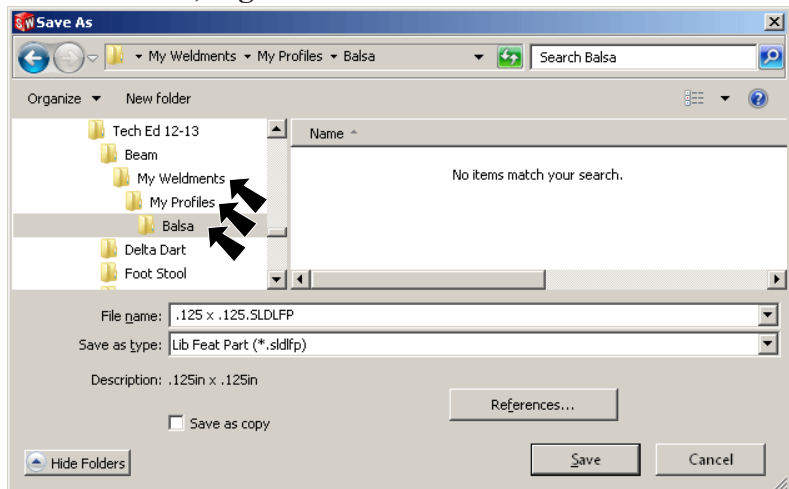 SW Save As
My Weldments My Profiles Balsa Search Balsa
Organize New folder
Tech Ed 12-13
Beam
My Weldments
My Profiles
Balsa
Delta Dart
Foot Stool
Name
No items match your search.
File name: .125 x .125.SLDLFP
Save as type: Lib Feat Part (*.sldlfp)
Description: .125in x .125in
Save as copy
References...
Hide Folders
Save Cancel